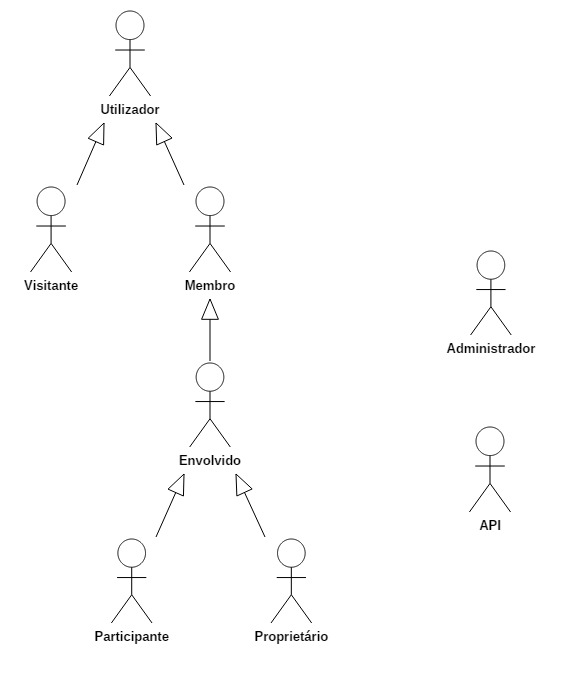 Utilizador
Visitante
Membro
Administrador
Envolvido
API
Participante
Proprietário